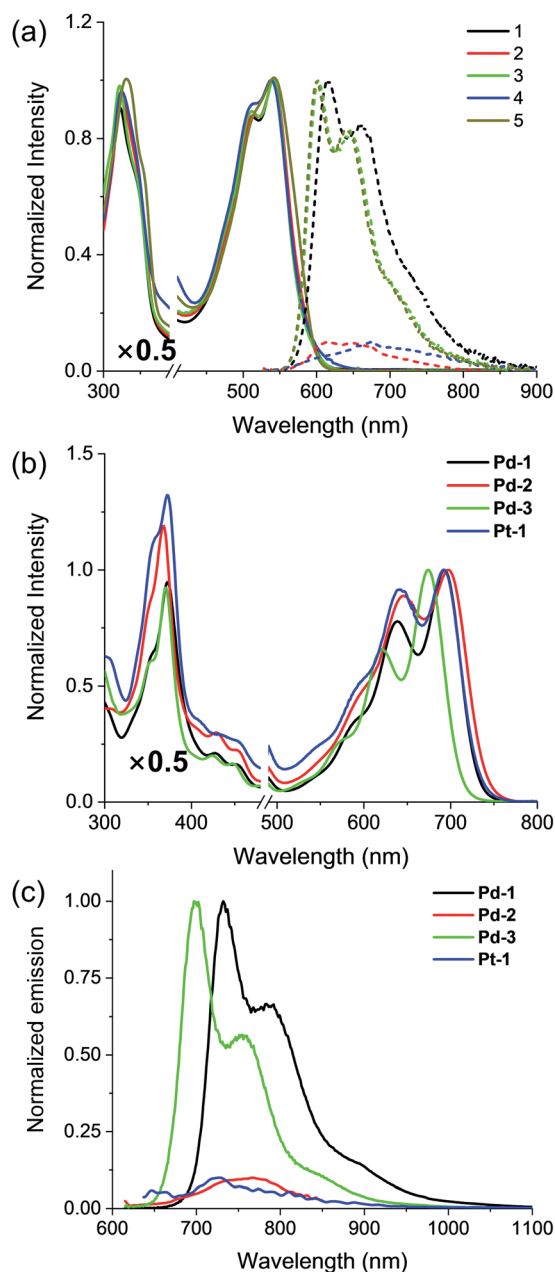 (a)
1.2
0.8
0.4
0.0
Normalized Intensity
1
2
3
4
5
×0.5
300 500 600 700 800 900
Wavelength (nm)
(b)
1.5
1.0
0.5
0.0
Normalized Intensity
Pd-1
Pd-2
Pd-3
Pt-1
×0.5
300 400 500 600 700 800
Wavelength (nm)
(c)
1.00
0.75
0.50
0.25
0.00
Normalized emission
Pd-1
Pd-2
Pd-3
Pt-1
600 700 800 900 1000 1100
Wavelength (nm)